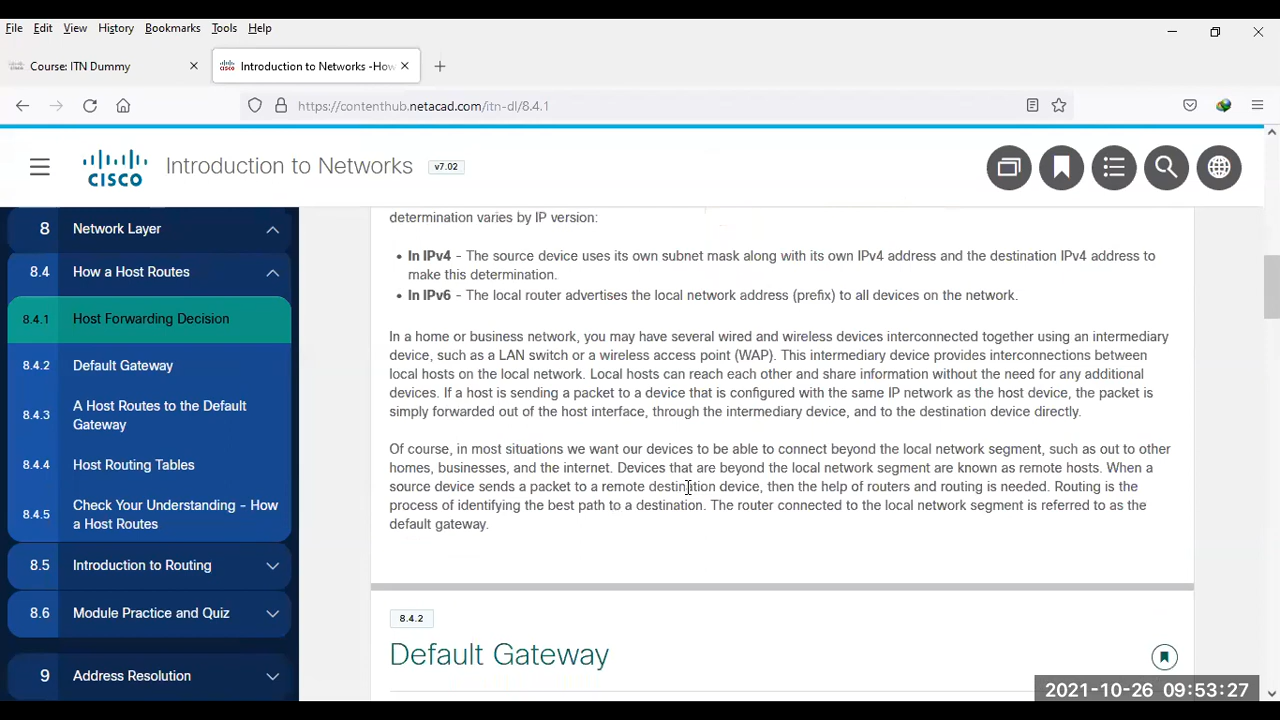 File Edit View History Bookmarks Tools Help
Course: ITN Dummy
Introduction to Networks -How
https://contenthub.netacad.com/itn-dl/8.4.1
CISCO
Introduction to Networks
v7.02
8 Network Layer
8.4 How a Host Routes
8.4.1 Host Forwarding Decision
8.4.2 Default Gateway
8.4.3 A Host Routes to the Default
Gateway
8.4.4 Host Routing Tables
8.4.5 Check Your Understanding - How
a Host Routes
8.5 Introduction to Routing
8.6 Module Practice and Quiz
9 Address Resolution
determination varies by IP version:
• In IPv4 - The source device uses its own subnet mask along with its own IPv4 address and the destination IPv4 address to
make this determination.
• In IPv6 - The local router advertises the local network address (prefix) to all devices on the network.
In a home or business network, you may have several wired and wireless devices interconnected together using an intermediary
device, such as a LAN switch or a wireless access point (WAP). This intermediary device provides interconnections between
local hosts on the local network. Local hosts can reach each other and share information without the need for any additional
devices. If a host is sending a packet to a device that is configured with the same IP network as the host device, the packet is
simply forwarded out of the host interface, through the intermediary device, and to the destination device directly.
Of course, in most situations we want our devices to be able to connect beyond the local network segment, such as out to other
homes, businesses, and the internet. Devices that are beyond the local network segment are known as remote hosts. When a
source device sends a packet to a remote destination device, then the help of routers and routing is needed. Routing is the
process of identifying the best path to a destination. The router connected to the local network segment is referred to as the
default gateway.
8.4.2
Default Gateway
2021-10-26 09:53:27